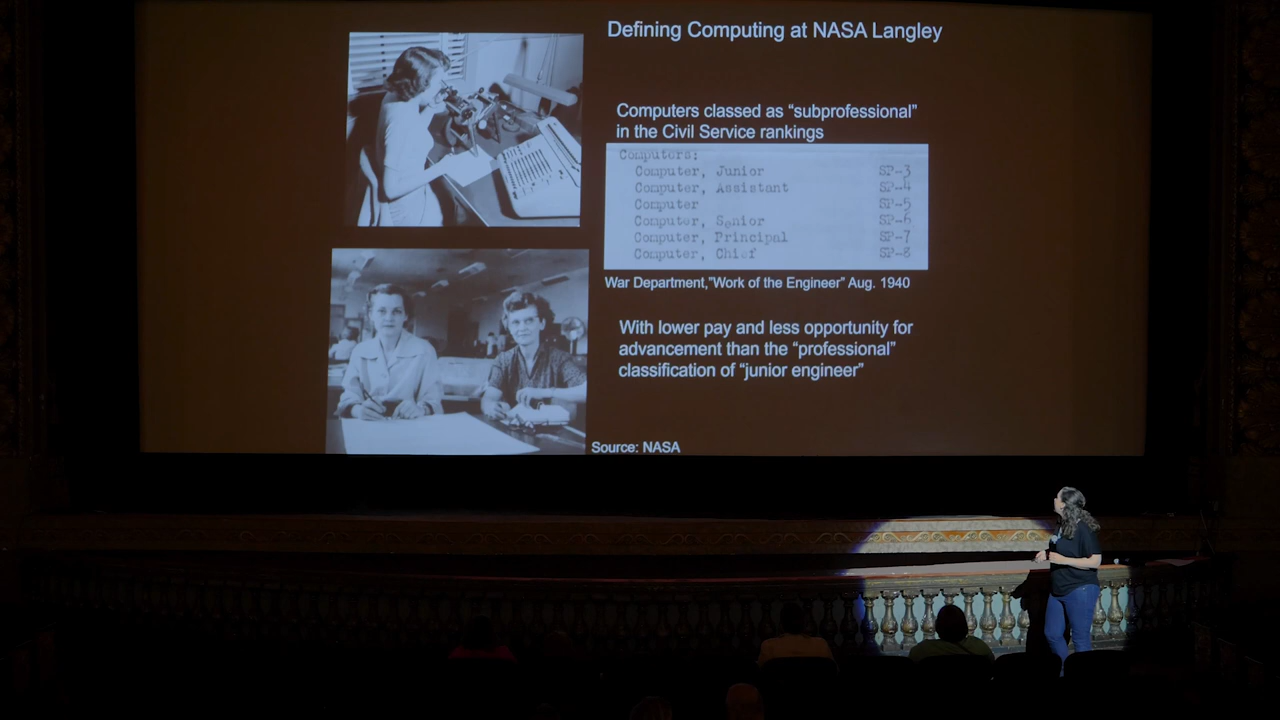 Defining Computing at NASA Langley
Computers classed as “subprofessional”
in the Civil Service rankings
Computers:
Computer, Junior SP-3
Computer, Assistant SP-4
Computer SP-5
Computer, Senior SP-6
Computer, Principal SP-7
Computer, Chief SP-8
War Department,"Work of the Engineer" Aug. 1940
With lower pay and less opportunity for
advancement than the “professional”
classification of “junior engineer”
Source: NASA